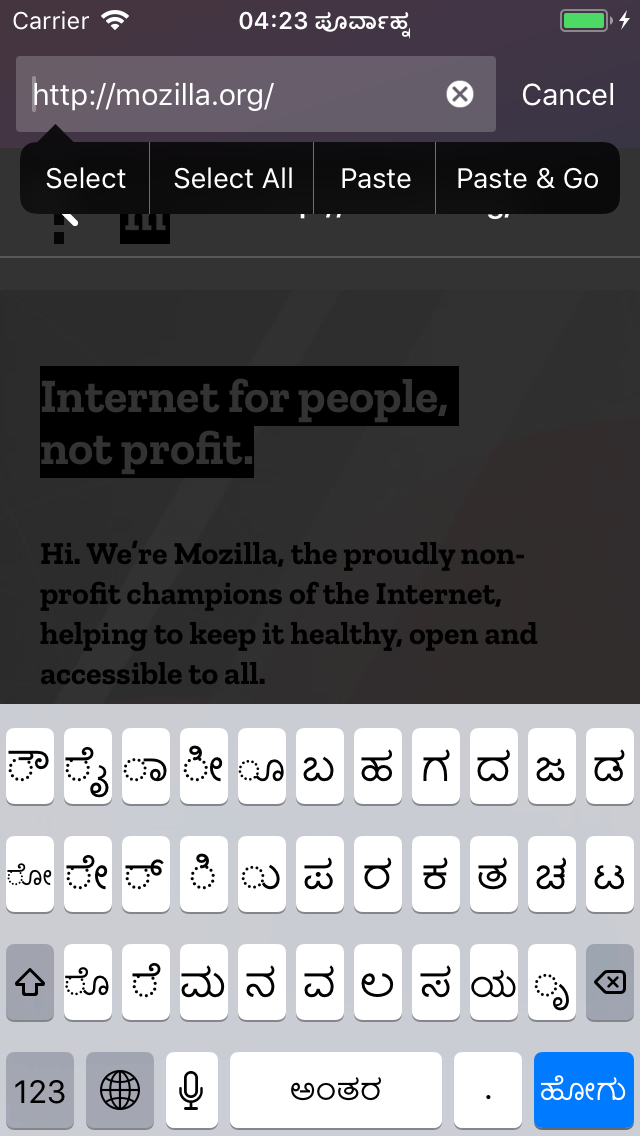 Carrier 04:23 ಪೂರ್ವಾಹ್ನ
http://mozilla.org/ Cancel
Select Select All Paste Paste & Go
Internet for people,
not profit.
Hi. We’re Mozilla, the proudly non-
profit champions of the Internet,
helping to keep it healthy, open and
accessible to all.
ೌ ೈ ಾ ೀ ೂ ಬ ಹ ಗ ದ ಜ ಡ
ೋ ೇ ್ ಿ ು ಪ ರ ಕ ತ ಚ ಟ
ೊ ೆ ಮ ನ ವ ಲ ಸ ಯ ೃ
123 ಅಂತರ . ಹೋಗು